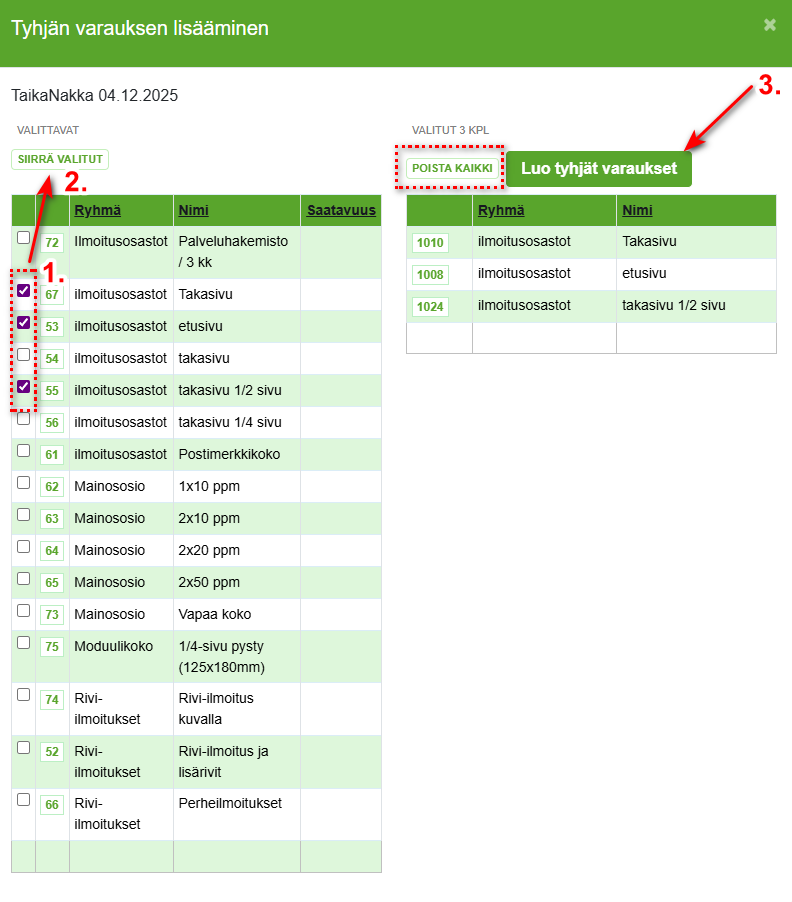 Tyhjän varauksen lisääminen
×
TaikaNakka 04.12.2025
VALITTAVAT
SIIRRÄ VALITUT
2.
1.
Ryhmä Nimi Saatavuus
72 Ilmoitusosastot Palveluhakemisto
/ 3 kk
67 ilmoitusosastot Takasivu
53 ilmoitusosastot etusivu
54 ilmoitusosastot takasivu
55 ilmoitusosastot takasivu 1/2 sivu
56 ilmoitusosastot takasivu 1/4 sivu
61 ilmoitusosastot Postimerkkikoko
62 Mainososio 1x10 ppm
63 Mainososio 2x10 ppm
64 Mainososio 2x20 ppm
65 Mainososio 2x50 ppm
73 Mainososio Vapaa koko
75 Moduulikoko 1/4-sivu pysty
(125x180mm)
74 Rivi- Rivi-ilmoitus
ilmoitukset kuvalla
52 Rivi- Rivi-ilmoitus ja
ilmoitukset lisärivit
66 Rivi- Perheilmoitukset
ilmoitukset
3.
VALITUT 3 KPL
POISTA KAIKKI Luo tyhjät varaukset
Ryhmä Nimi
1010 ilmoitusosastot Takasivu
1008 ilmoitusosastot etusivu
1024 ilmoitusosastot takasivu 1/2 sivu